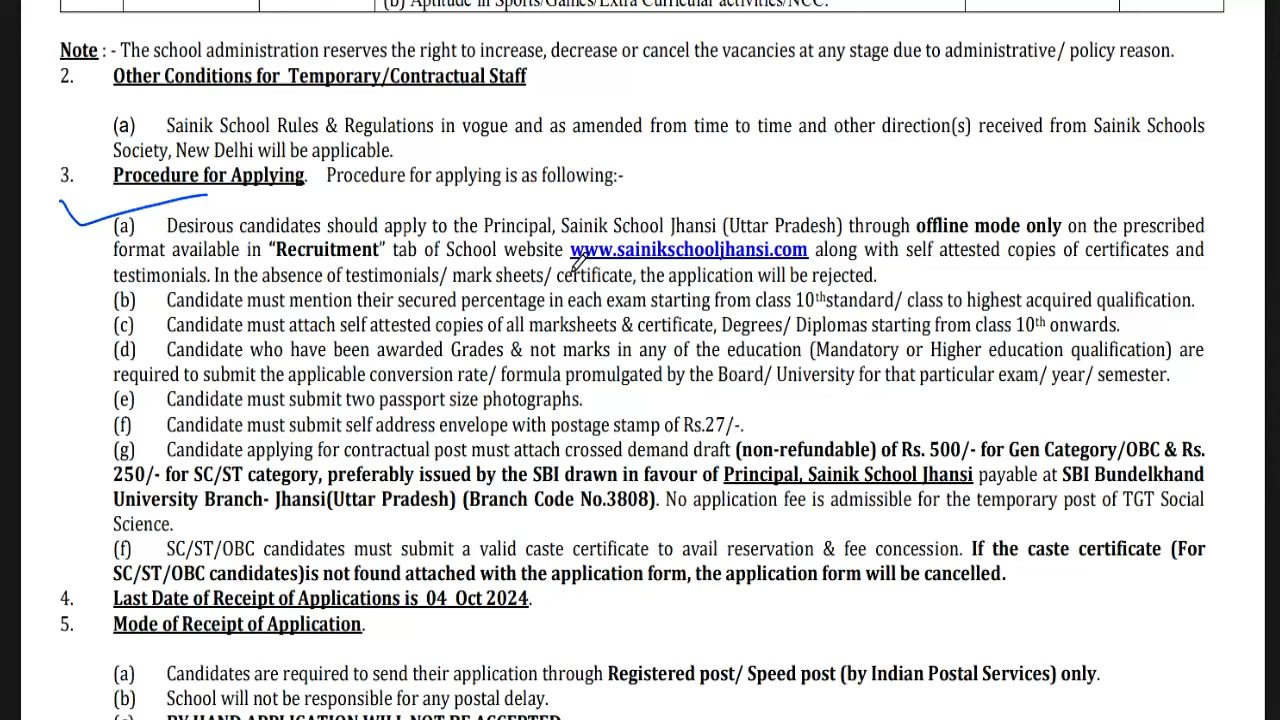 (b) Aptitude in Sports/Games/Extra Curricular activities/NCC.
Note : - The school administration reserves the right to increase, decrease or cancel the vacancies at any stage due to administrative/ policy reason.
2. Other Conditions for Temporary/Contractual Staff
(a) Sainik School Rules & Regulations in vogue and as amended from time to time and other direction(s) received from Sainik Schools
Society, New Delhi will be applicable.
3. Procedure for Applying. Procedure for applying is as following:-
(a) Desirous candidates should apply to the Principal, Sainik School Jhansi (Uttar Pradesh) through offline mode only on the prescribed
format available in “Recruitment” tab of School website www.sainikschooljhansi.com along with self attested copies of certificates and
testimonials. In the absence of testimonials/ mark sheets/ certificate, the application will be rejected.
(b) Candidate must mention their secured percentage in each exam starting from class 10thstandard/ class to highest acquired qualification.
(c) Candidate must attach self attested copies of all marksheets & certificate, Degrees/ Diplomas starting from class 10th onwards.
(d) Candidate who have been awarded Grades & not marks in any of the education (Mandatory or Higher education qualification) are
required to submit the applicable conversion rate/ formula promulgated by the Board/ University for that particular exam/ year/ semester.
(e) Candidate must submit two passport size photographs.
(f) Candidate must submit self address envelope with postage stamp of Rs.27/-.
(g) Candidate applying for contractual post must attach crossed demand draft (non-refundable) of Rs. 500/- for Gen Category/OBC & Rs.
250/- for SC/ST category, preferably issued by the SBI drawn in favour of Principal, Sainik School Jhansi payable at SBI Bundelkhand
University Branch- Jhansi(Uttar Pradesh) (Branch Code No.3808). No application fee is admissible for the temporary post of TGT Social
Science.
(f) SC/ST/OBC candidates must submit a valid caste certificate to avail reservation & fee concession. If the caste certificate (For
SC/ST/OBC candidates)is not found attached with the application form, the application form will be cancelled.
4. Last Date of Receipt of Applications is 04 Oct 2024.
5. Mode of Receipt of Application.
(a) Candidates are required to send their application through Registered post/ Speed post (by Indian Postal Services) only.
(b) School will not be responsible for any postal delay.
(c) BY HAND APPLICATION WILL NOT BE ACCEPTED